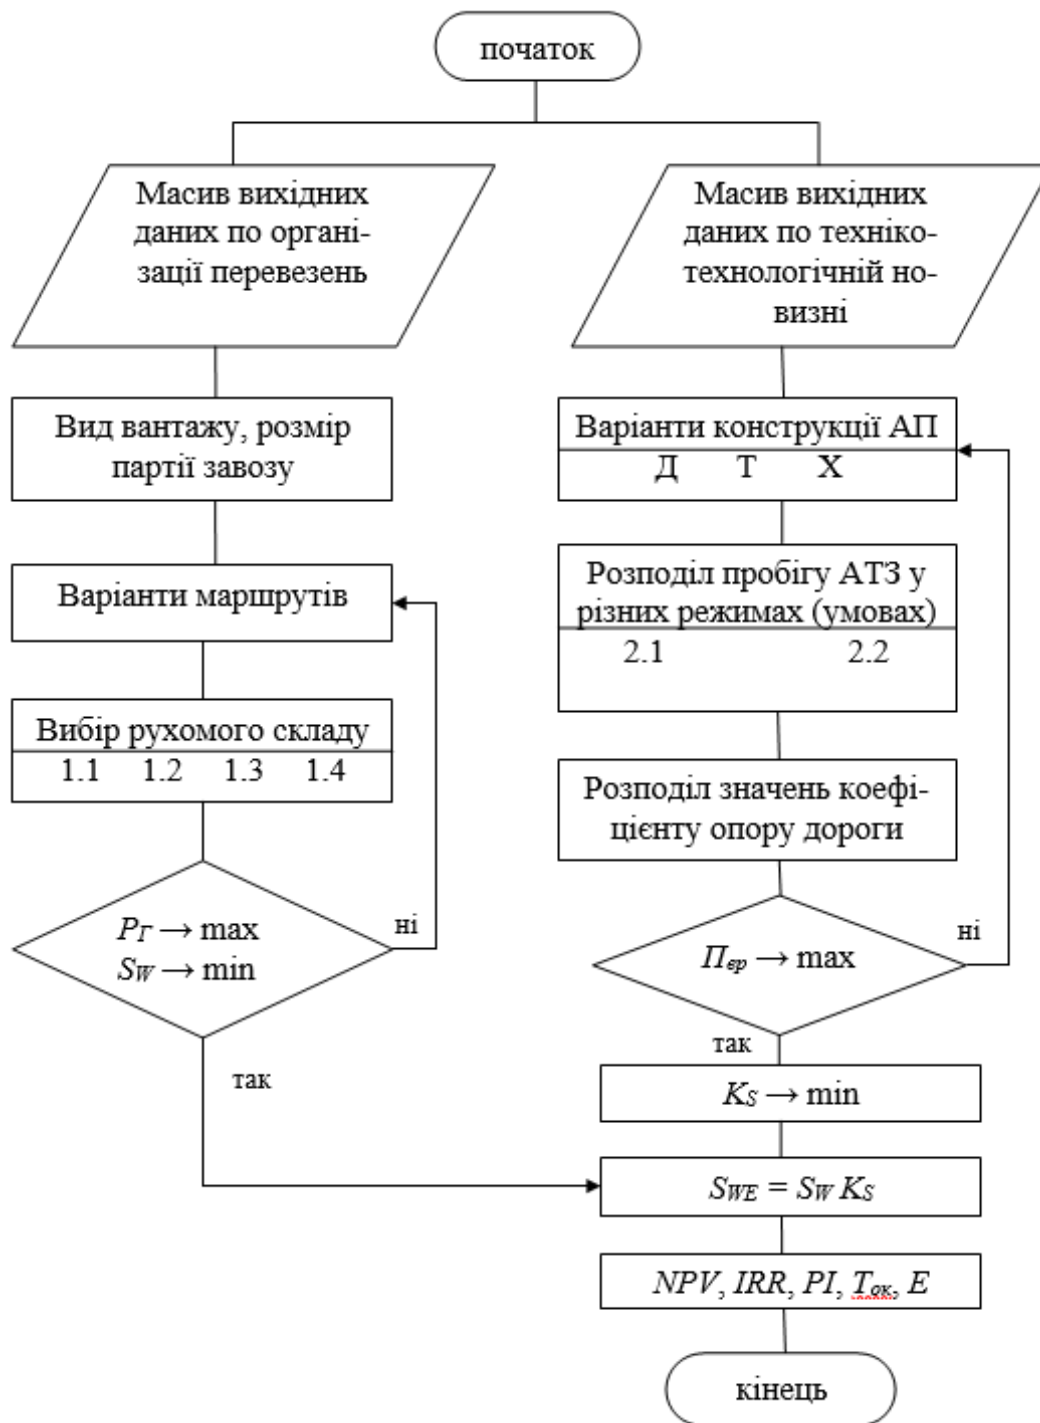 початок
Масив вихідних
даних по органі-
зації перевезень
Масив вихідних
даних по техніко-
технологічній но-
визні
Вид вантажу, розмір
партії завозу
Варіанти конструкції АП
Д Т Х
Варіанти маршрутів
Розподіл пробігу АТЗ у
різних режимах (умовах)
2.1 2.2
Вибір рухомого складу
1.1 1.2 1.3 1.4
Розподіл значень коефі-
цієнту опору дороги
P_Г → max
S_W → min
ні
П_єр → max
ні
так
так
K_S → min
S_WE = S_W K_S
NPV, IRR, PI, T_ок, E
кінець